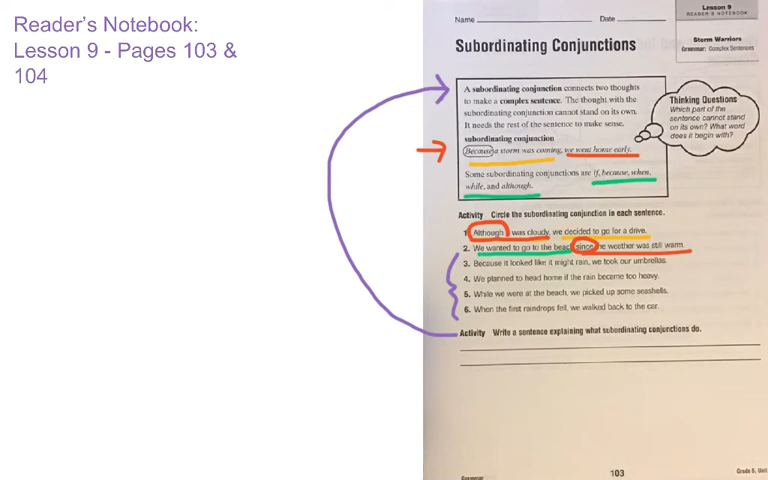 Reader's Notebook:
Lesson 9 - Pages 103 &
104
Name Date
Lesson 9
READER'S NOTEBOOK
Subordinating Conjunctions
Storm Warriors
Grammar: Complex Sentences
A subordinating conjunction connects two thoughts
to make a complex sentence. The thought with the
subordinating conjunction cannot stand on its own.
It needs the rest of the sentence to make sense.
subordinating conjunction
Because a storm was coming, we went home early.
Some subordinating conjunctions are if, because, when,
while, and although.
Thinking Questions
Which part of the
sentence cannot stand
on its own? What word
does it begin with?
Activity Circle the subordinating conjunction in each sentence.
1. Although was cloudy, we decided to go for a drive.
2. We wanted to go to the beac since he weather was still warm.
3. Because it looked like it might rain, we took our umbrellas.
4. We planned to head home if the rain became too heavy.
5. While we were at the beach, we picked up some seashells.
6. When the first raindrops fell, we walked back to the car.
Activity Write a sentence explaining what subordinating conjunctions do.
Grammar
103
Grade 5, Unit